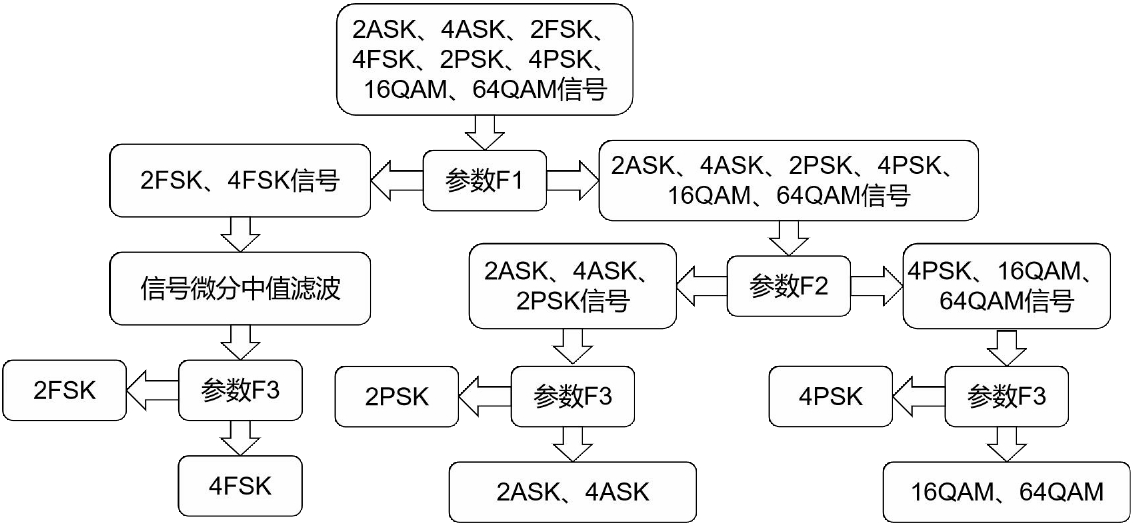 2ASK、4ASK、2FSK、
4FSK、2PSK、4PSK、
16QAM、64QAM信号
2FSK、4FSK信号
参数F1
2ASK、4ASK、2PSK、4PSK、
16QAM、64QAM信号
信号微分中值滤波
2ASK、4ASK、
2PSK信号
参数F2
4PSK、16QAM、
64QAM信号
2FSK
参数F3
2PSK
参数F3
4PSK
参数F3
4FSK
2ASK、4ASK
16QAM、64QAM